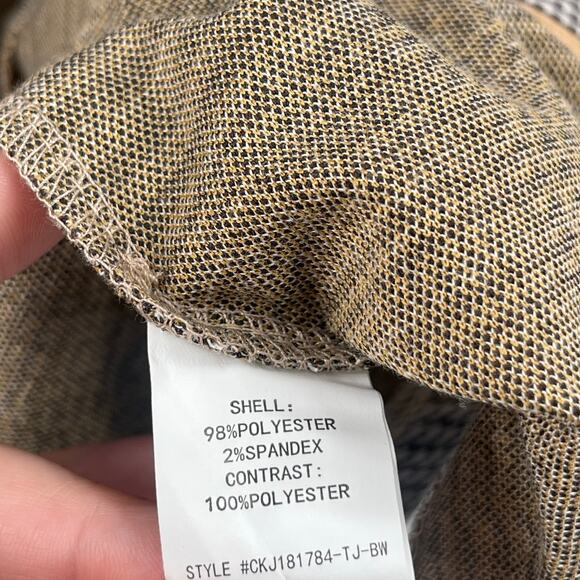 SHELL:
98%POLYESTER
2%SPANDEX
CONTRAST:
100%POLYESTER
STYLE #CKJ181784-TJ-BW